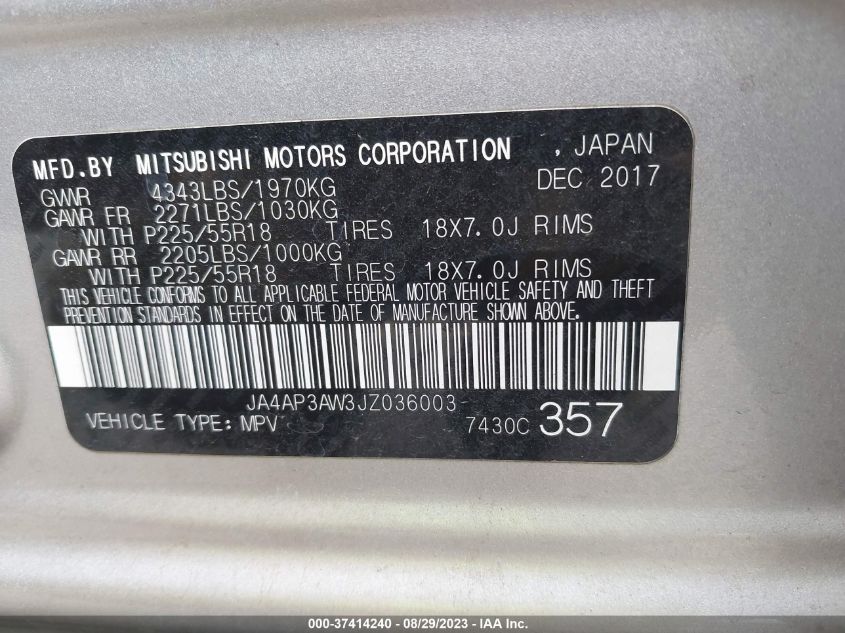 MFD.BY MITSUBISHI MOTORS CORPORATION , JAPAN
GVWR 4343LBS/1970KG DEC 2017
GAWR FR 2271LBS/1030KG
WITH P225/55R18 TIRES 18X7.0J RIMS
GAWR RR 2205LBS/1000KG
WITH P225/55R18 TIRES 18X7.0J RIMS
THIS VEHICLE CONFORMS TO ALL APPLICABLE FEDERAL MOTOR VEHICLE SAFETY AND THEFT
PREVENTION STANDARDS IN EFFECT ON THE DATE OF MANUFACTURE SHOWN ABOVE.
JA4AP3AW3JZ036003
VEHICLE TYPE: MPV 7430C 357
000-37414240 - 08/29/2023 - IAA Inc.